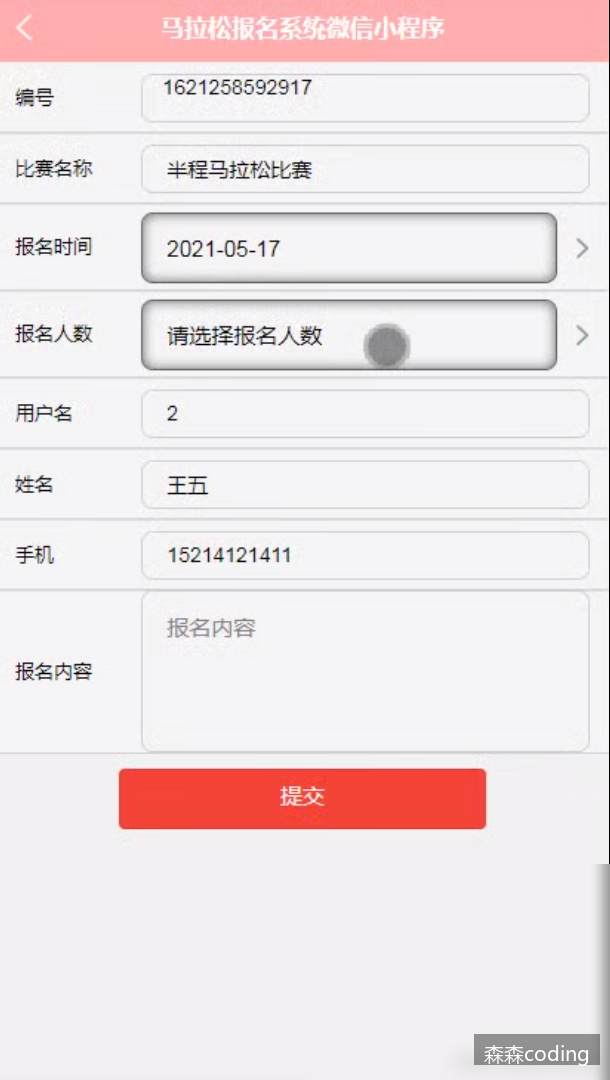 马拉松报名系统微信小程序
编号 1621258592917
比赛名称 半程马拉松比赛
报名时间 2021-05-17
报名人数 请选择报名人数
用户名 2
姓名 王五
手机 15214121411
报名内容 报名内容
提交
森森coding